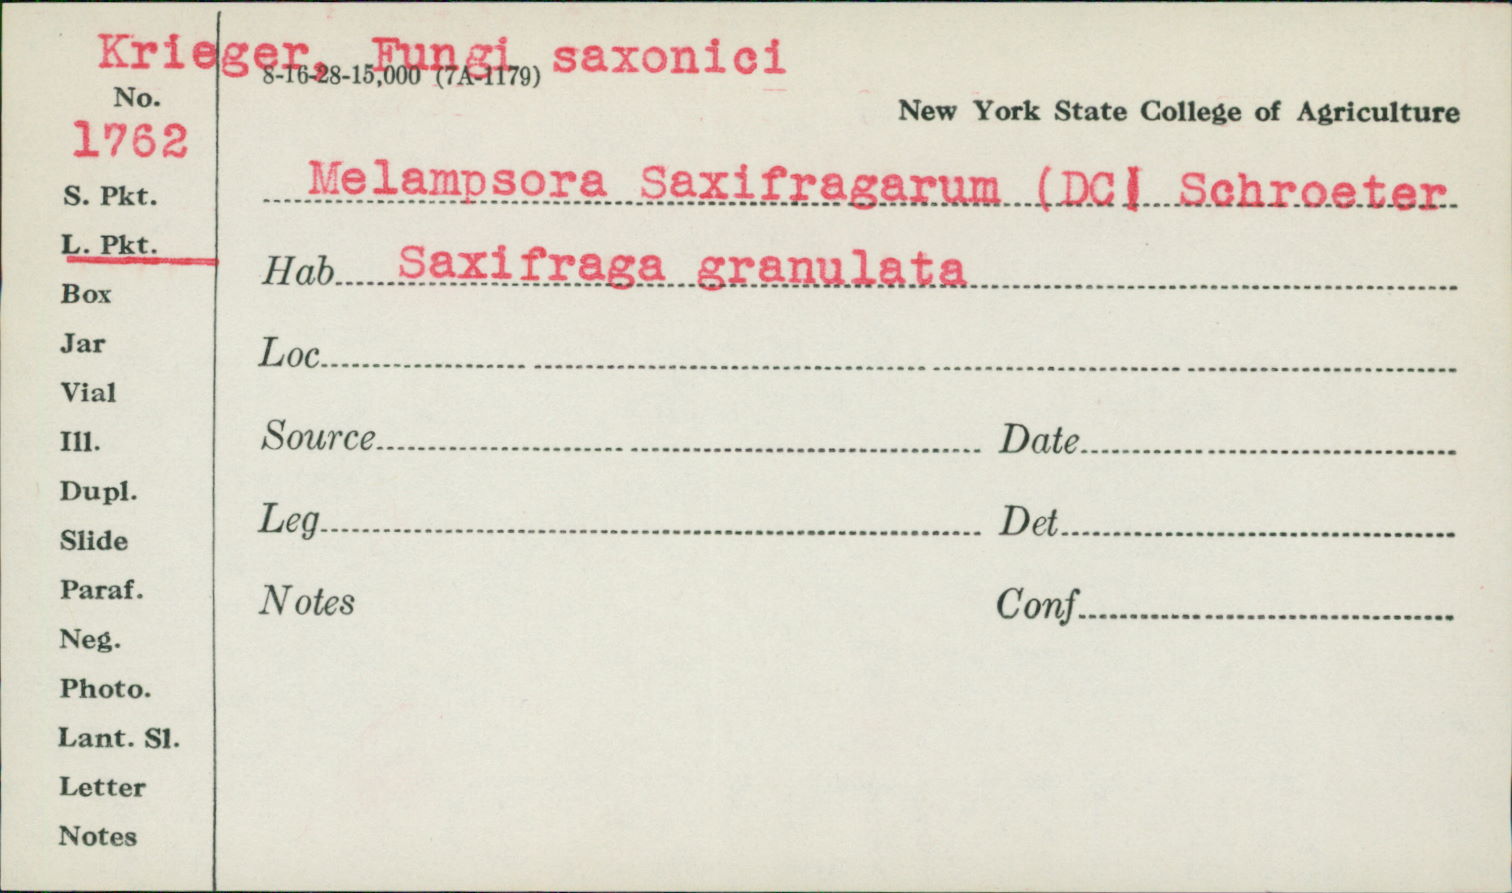 Krieger, Fungi saxonici
8-16-28-15,000 (7A-1179)
No.
New York State College of Agriculture
1762
Melampsora Saxifragarum (DC) Schroeter
S. Pkt.
L. Pkt.
Hab. Saxifraga granulata
Box
Jar
Loc.
Vial
Ill.
Source Date
Dupl.
Slide
Leg. Det.
Paraf.
Notes Conf.
Neg.
Photo.
Lant. Sl.
Letter
Notes